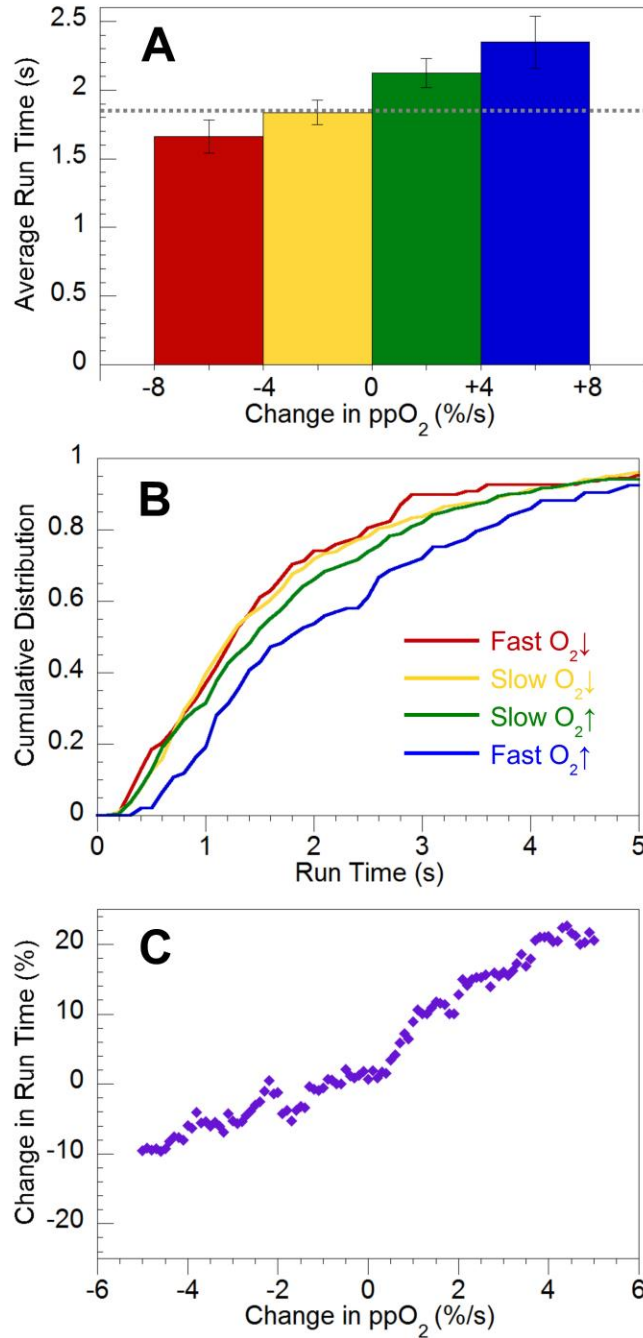 A
2.5
2
1.5
1
0.5
0
Average Run Time (s)
-8
-4
0
+4
+8
Change in ppO₂ (%/s)
B
1
0.8
0.6
0.4
0.2
0
Cumulative Distribution
Fast O₂↓
Slow O₂↓
Slow O₂↑
Fast O₂↑
0
1
2
3
4
5
Run Time (s)
C
20
10
0
-10
-20
Change in Run Time (%)
-6
-4
-2
0
2
4
6
Change in ppO₂ (%/s)